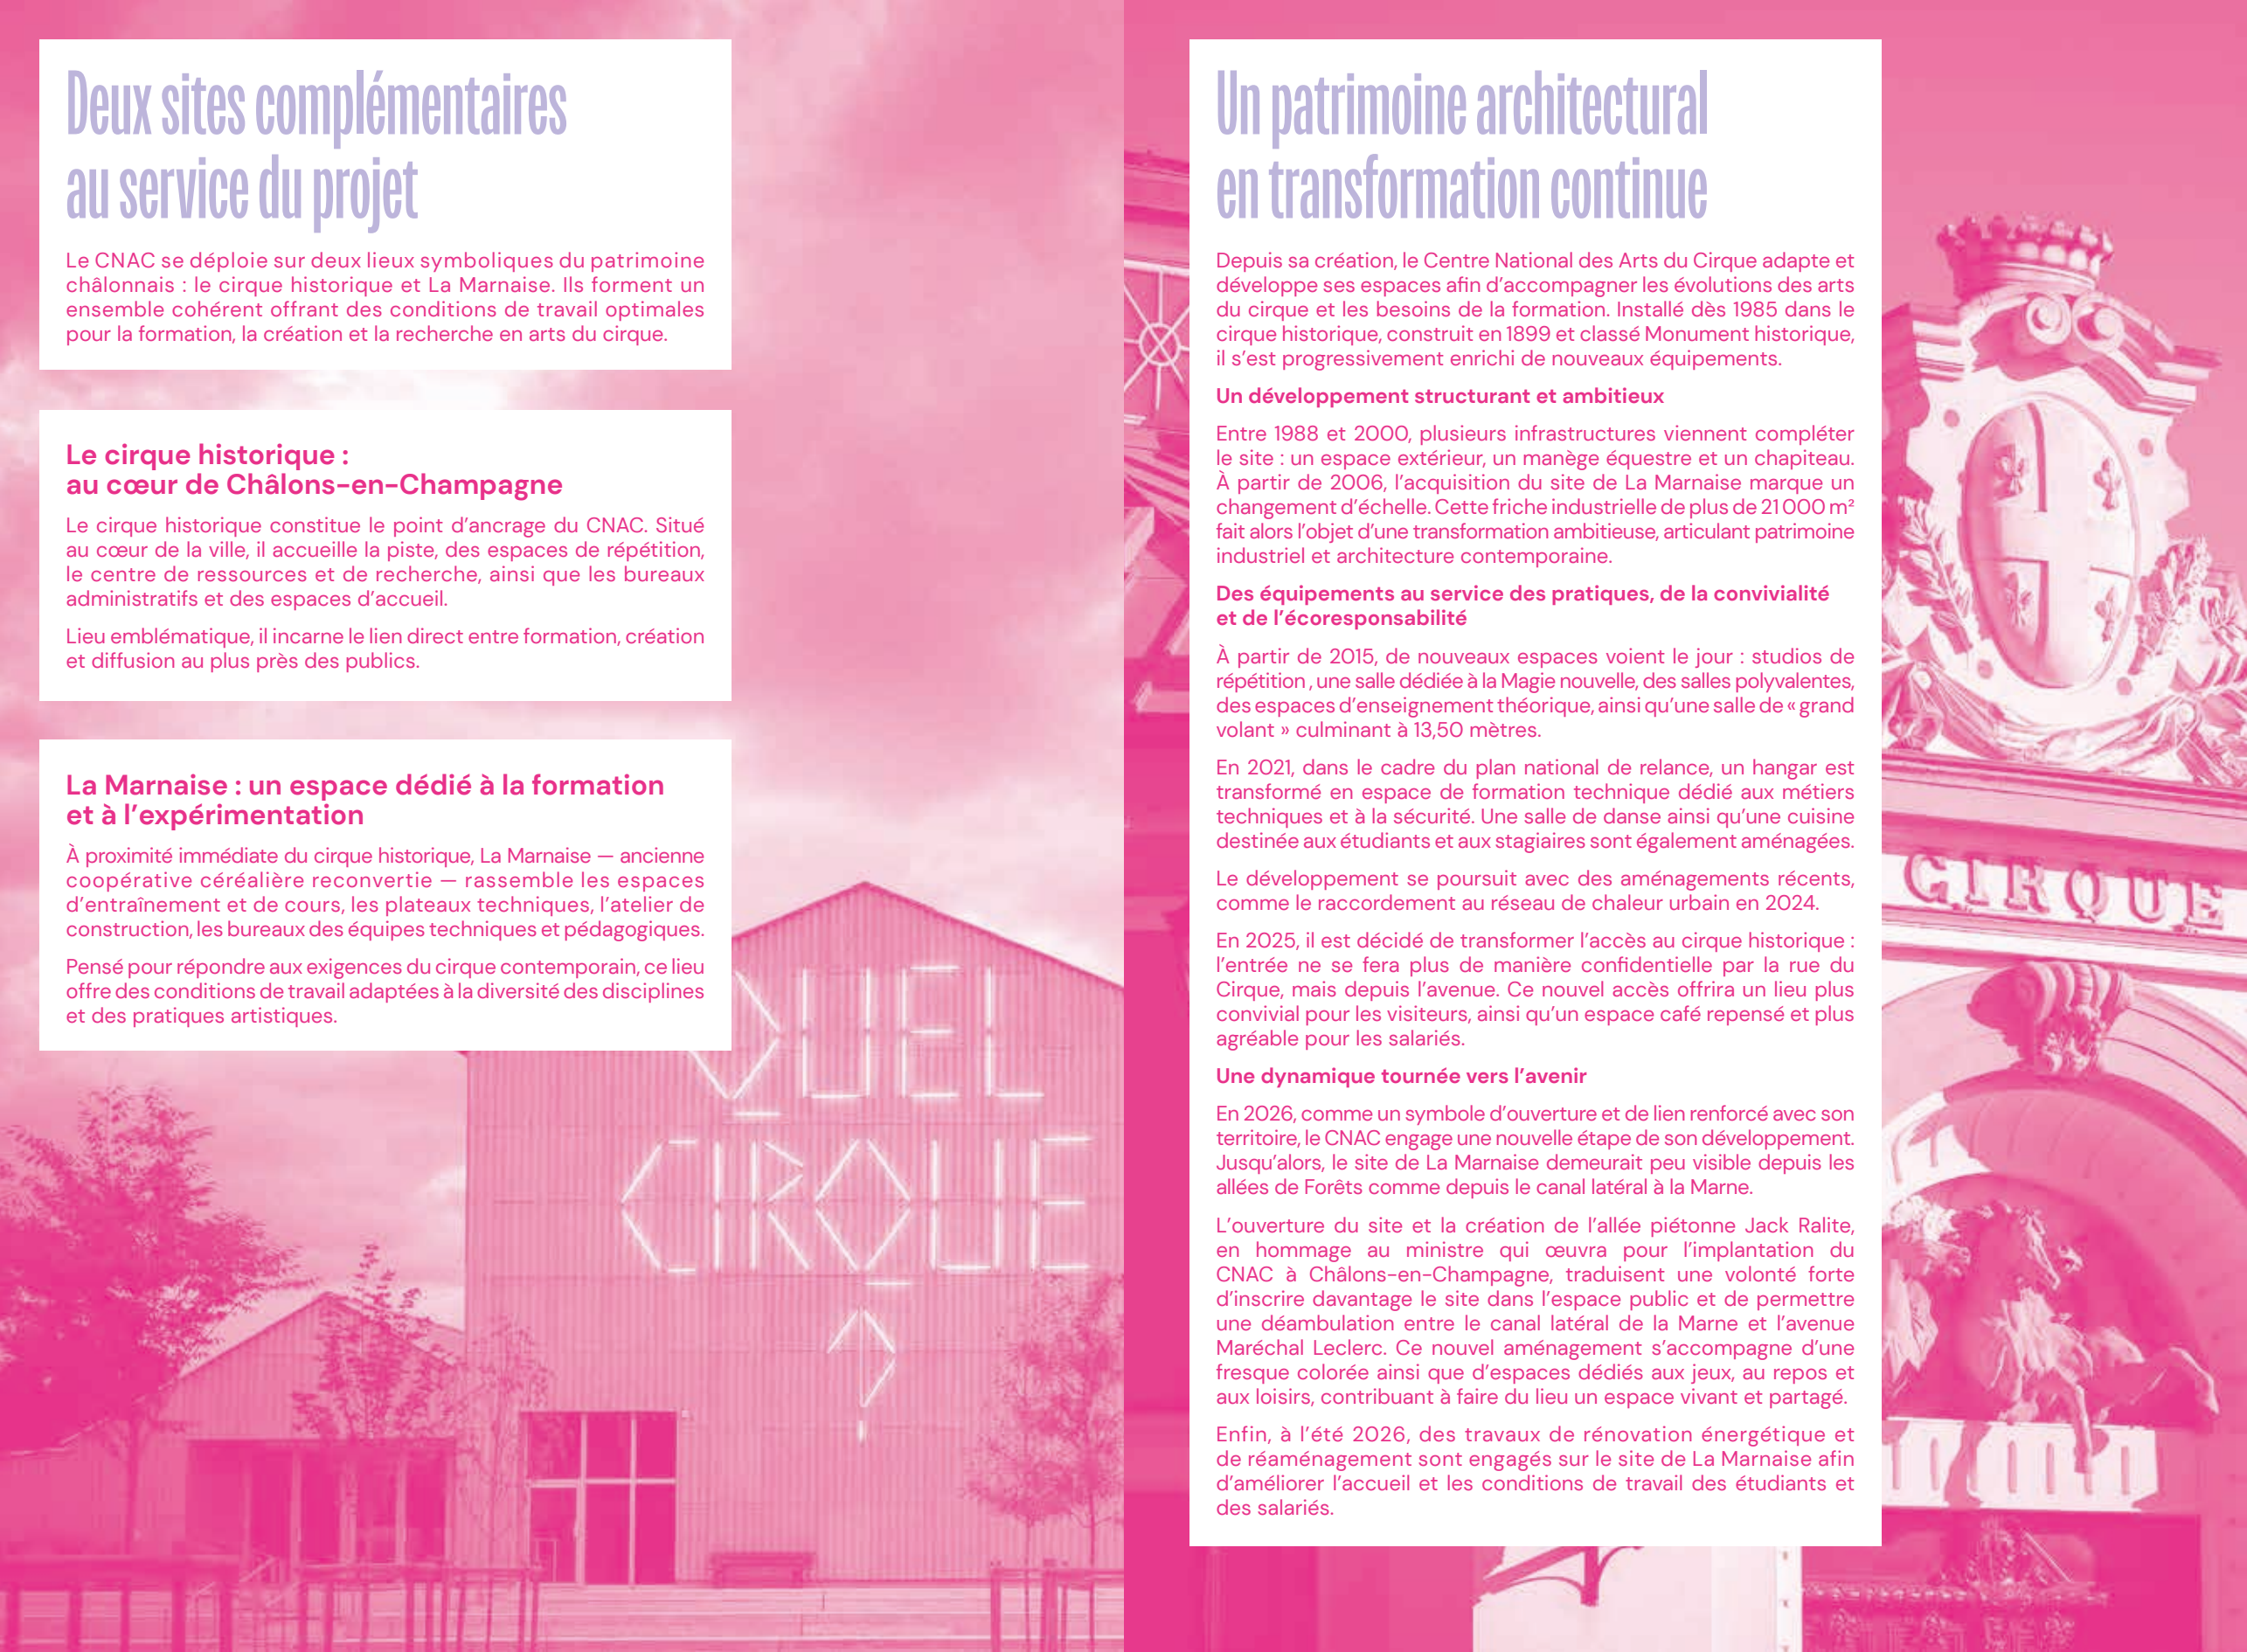 Deux sites complémentaires
au service du projet
Le CNAC se déploie sur deux lieux symboliques du patrimoine
châlonnais : le cirque historique et La Marnaise. Ils forment un
ensemble cohérent offrant des conditions de travail optimales
pour la formation, la création et la recherche en arts du cirque.
Le cirque historique :
au cœur de Châlons-en-Champagne
Le cirque historique constitue le point d’ancrage du CNAC. Situé
au cœur de la ville, il accueille la piste, des espaces de répétition,
le centre de ressources et de recherche, ainsi que les bureaux
administratifs et des espaces d’accueil.
Lieu emblématique, il incarne le lien direct entre formation, création
et diffusion au plus près des publics.
La Marnaise : un espace dédié à la formation
et à l’expérimentation
À proximité immédiate du cirque historique, La Marnaise — ancienne
coopérative céréalière reconvertie — rassemble les espaces
d’entraînement et de cours, les plateaux techniques, l’atelier de
construction, les bureaux des équipes techniques et pédagogiques.
Pensé pour répondre aux exigences du cirque contemporain, ce lieu
offre des conditions de travail adaptées à la diversité des disciplines
et des pratiques artistiques.
QUEL
CIRQUE
?
Un patrimoine architectural
en transformation continue
Depuis sa création, le Centre National des Arts du Cirque adapte et
développe ses espaces afin d’accompagner les évolutions des arts
du cirque et les besoins de la formation. Installé dès 1985 dans le
cirque historique, construit en 1899 et classé Monument historique,
il s’est progressivement enrichi de nouveaux équipements.
Un développement structurant et ambitieux
Entre 1988 et 2000, plusieurs infrastructures viennent compléter
le site : un espace extérieur, un manège équestre et un chapiteau.
À partir de 2006, l’acquisition du site de La Marnaise marque un
changement d’échelle. Cette friche industrielle de plus de 21 000 m²
fait alors l’objet d’une transformation ambitieuse, articulant patrimoine
industriel et architecture contemporaine.
Des équipements au service des pratiques, de la convivialité
et de l’écoresponsabilité
À partir de 2015, de nouveaux espaces voient le jour : studios de
répétition , une salle dédiée à la Magie nouvelle, des salles polyvalentes,
des espaces d’enseignement théorique, ainsi qu’une salle de « grand
volant » culminant à 13,50 mètres.
En 2021, dans le cadre du plan national de relance, un hangar est
transformé en espace de formation technique dédié aux métiers
techniques et à la sécurité. Une salle de danse ainsi qu’une cuisine
destinée aux étudiants et aux stagiaires sont également aménagées.
Le développement se poursuit avec des aménagements récents,
comme le raccordement au réseau de chaleur urbain en 2024.
En 2025, il est décidé de transformer l’accès au cirque historique :
l’entrée ne se fera plus de manière confidentielle par la rue du
Cirque, mais depuis l’avenue. Ce nouvel accès offrira un lieu plus
convivial pour les visiteurs, ainsi qu’un espace café repensé et plus
agréable pour les salariés.
Une dynamique tournée vers l’avenir
En 2026, comme un symbole d’ouverture et de lien renforcé avec son
territoire, le CNAC engage une nouvelle étape de son développement.
Jusqu’alors, le site de La Marnaise demeurait peu visible depuis les
allées de Forêts comme depuis le canal latéral à la Marne.
L’ouverture du site et la création de l’allée piétonne Jack Ralite,
en hommage au ministre qui œuvra pour l’implantation du
CNAC à Châlons-en-Champagne, traduisent une volonté forte
d’inscrire davantage le site dans l’espace public et de permettre
une déambulation entre le canal latéral de la Marne et l’avenue
Maréchal Leclerc. Ce nouvel aménagement s’accompagne d’une
fresque colorée ainsi que d’espaces dédiés aux jeux, au repos et
aux loisirs, contribuant à faire du lieu un espace vivant et partagé.
Enfin, à l’été 2026, des travaux de rénovation énergétique et
de réaménagement sont engagés sur le site de La Marnaise afin
d’améliorer l’accueil et les conditions de travail des étudiants et
des salariés.
CIRQUE